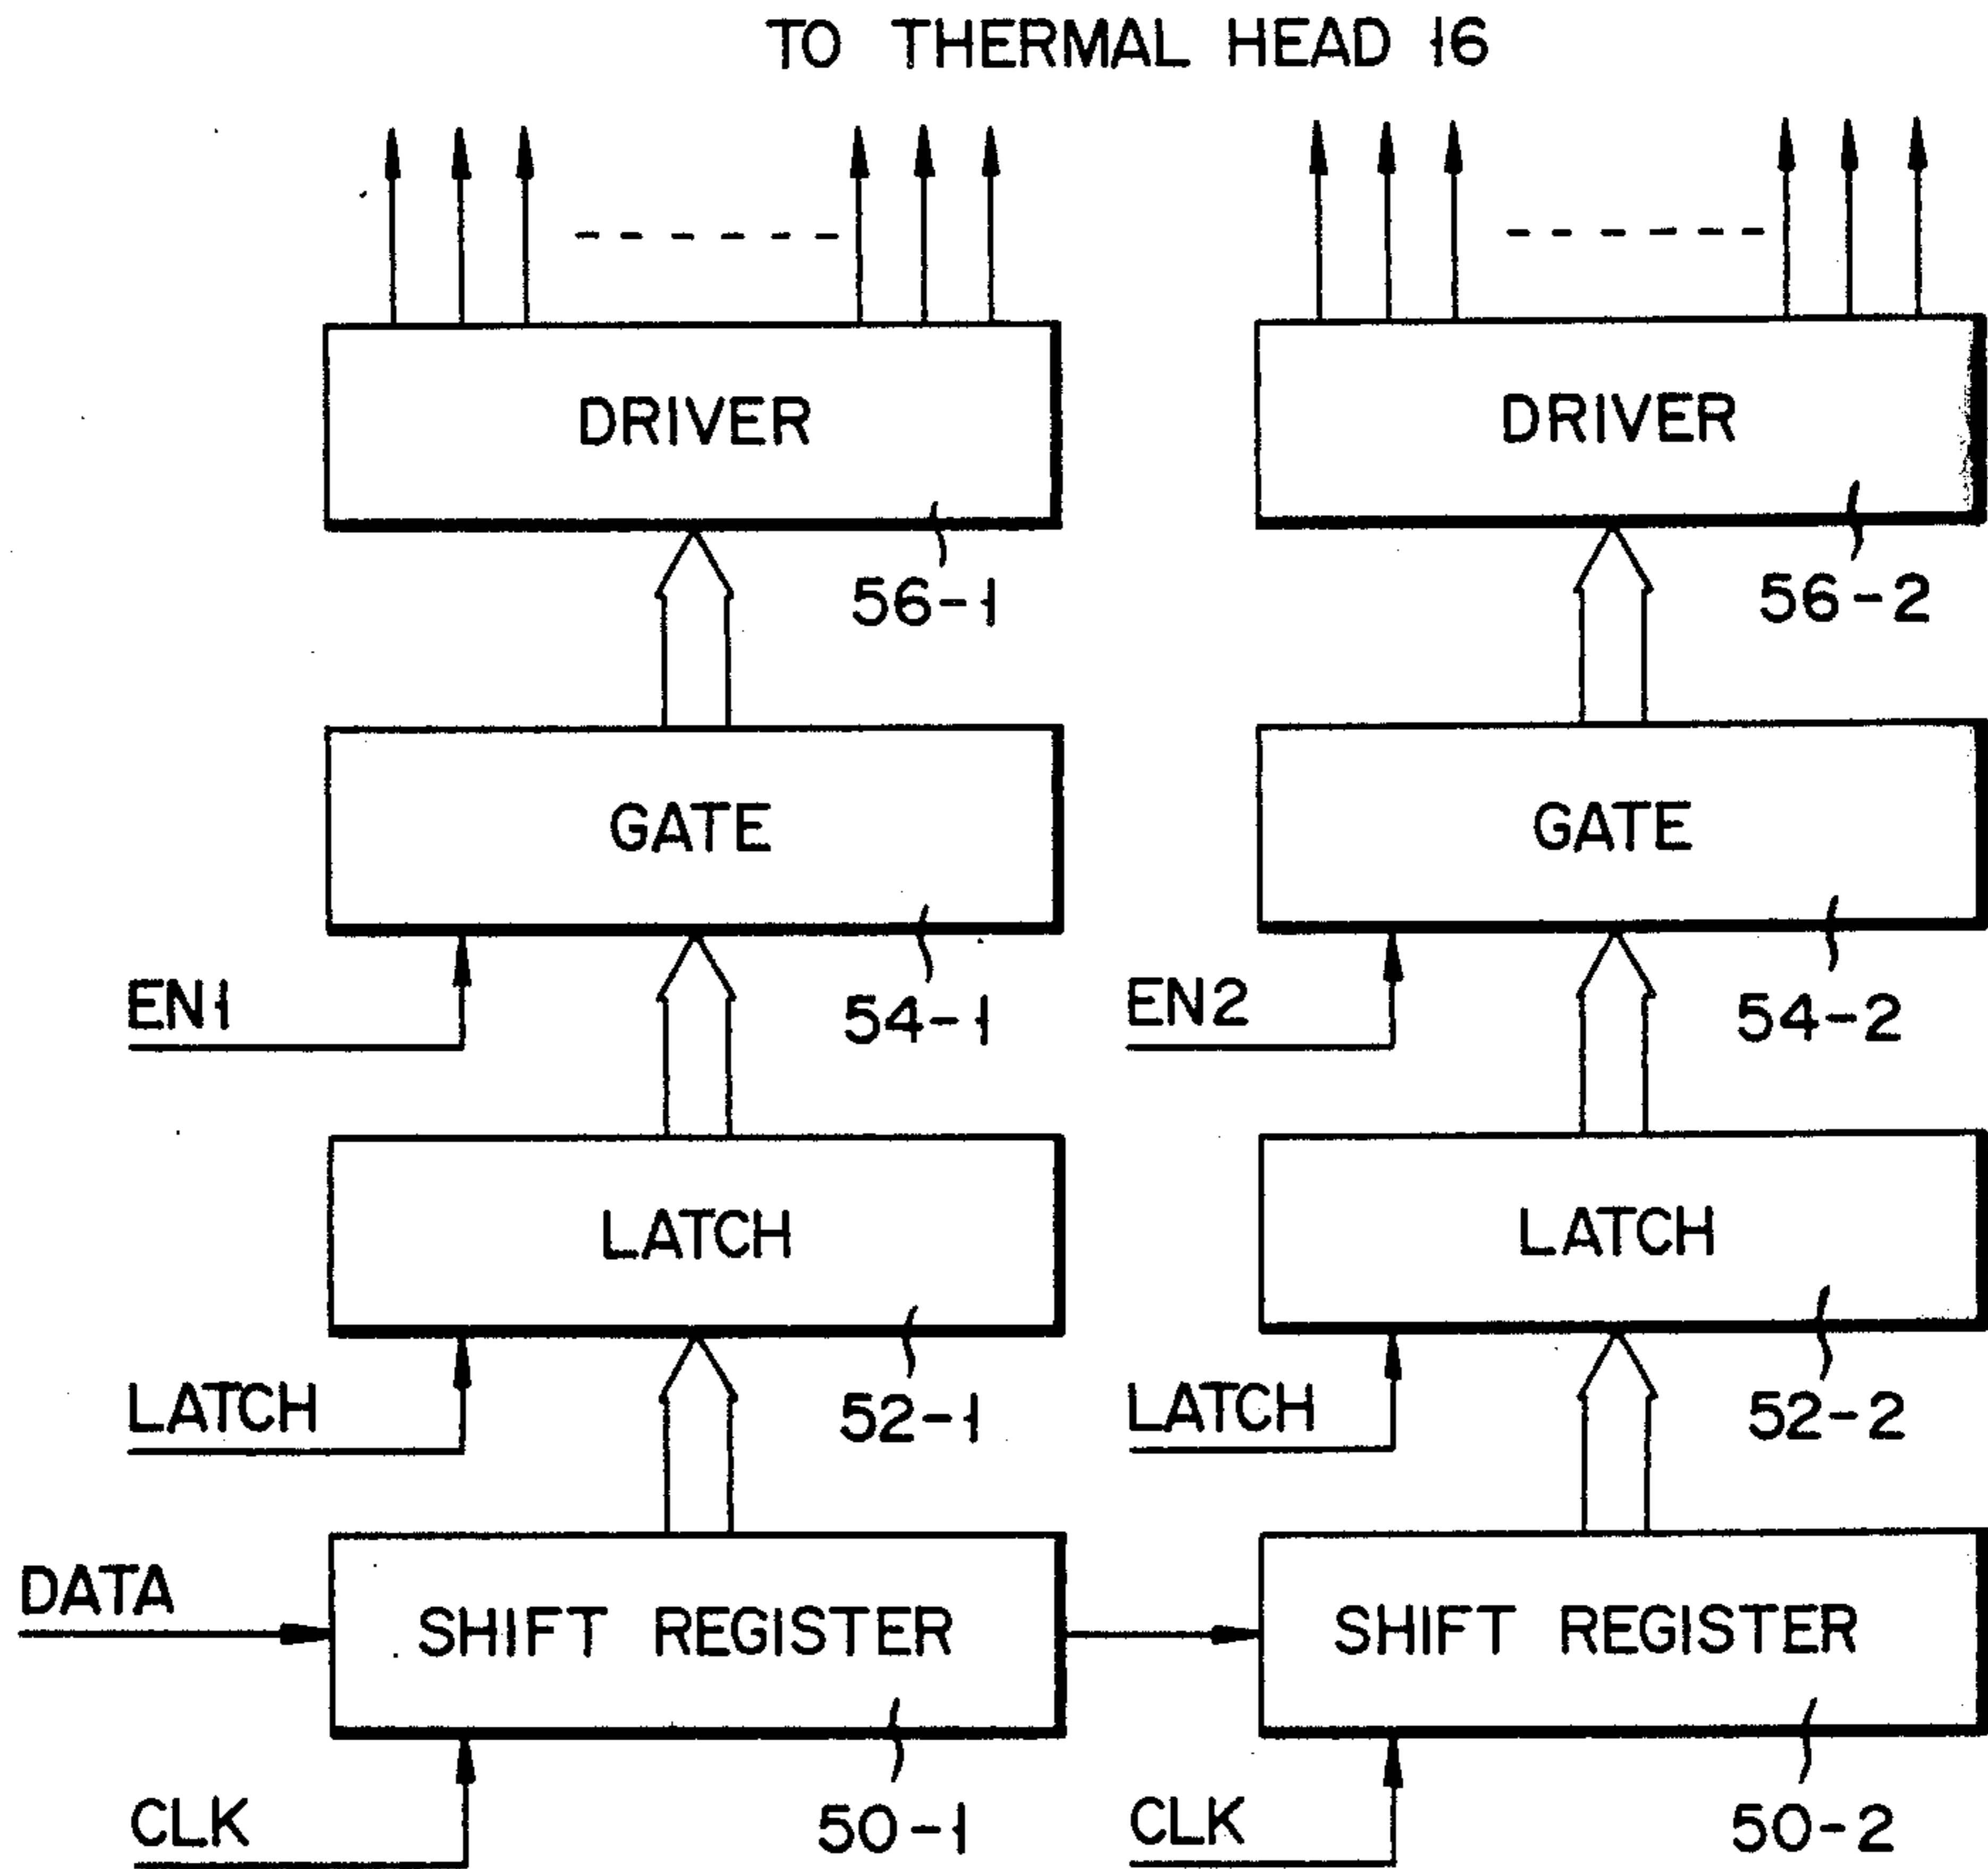 TO THERMAL HEAD 16
DRIVER
DRIVER
56-1
56-2
GATE
GATE
EN1
54-1
EN2
54-2
LATCH
LATCH
LATCH
52-1
LATCH
52-2
DATA
SHIFT REGISTER
SHIFT REGISTER
CLK
50-1
CLK
50-2